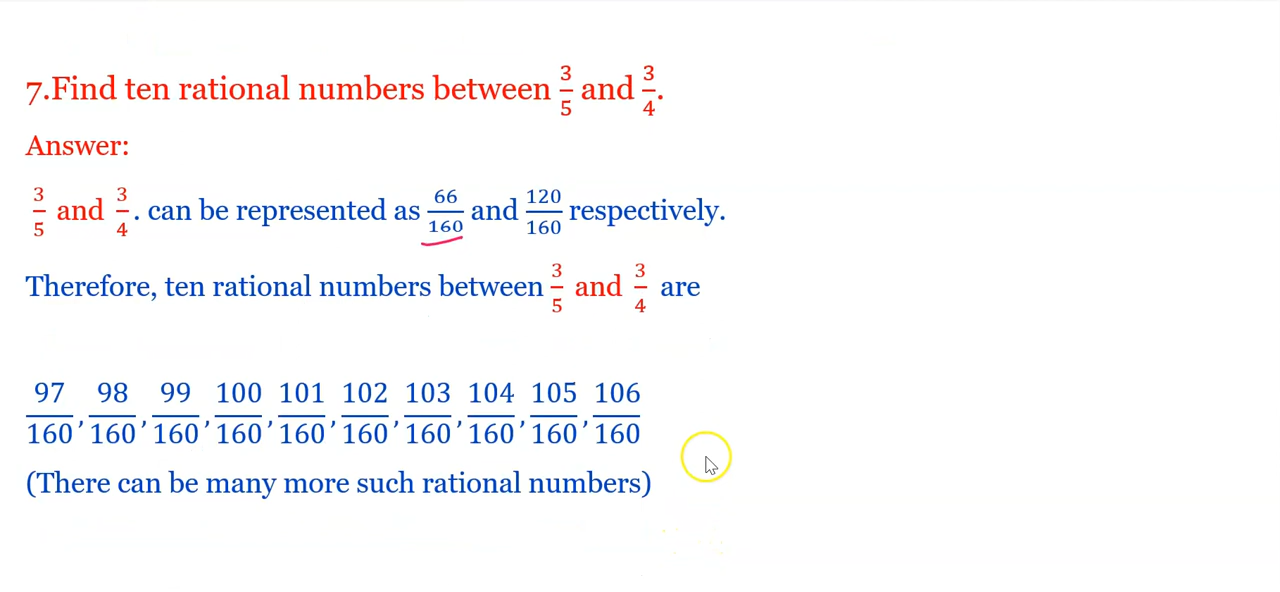 7.Find ten rational numbers between 3/5 and 3/4.
Answer:
3/5 and 3/4. can be represented as 66/160 and 120/160 respectively.
Therefore, ten rational numbers between 3/5 and 3/4 are
97/160, 98/160, 99/160, 100/160, 101/160, 102/160, 103/160, 104/160, 105/160, 106/160
(There can be many more such rational numbers)